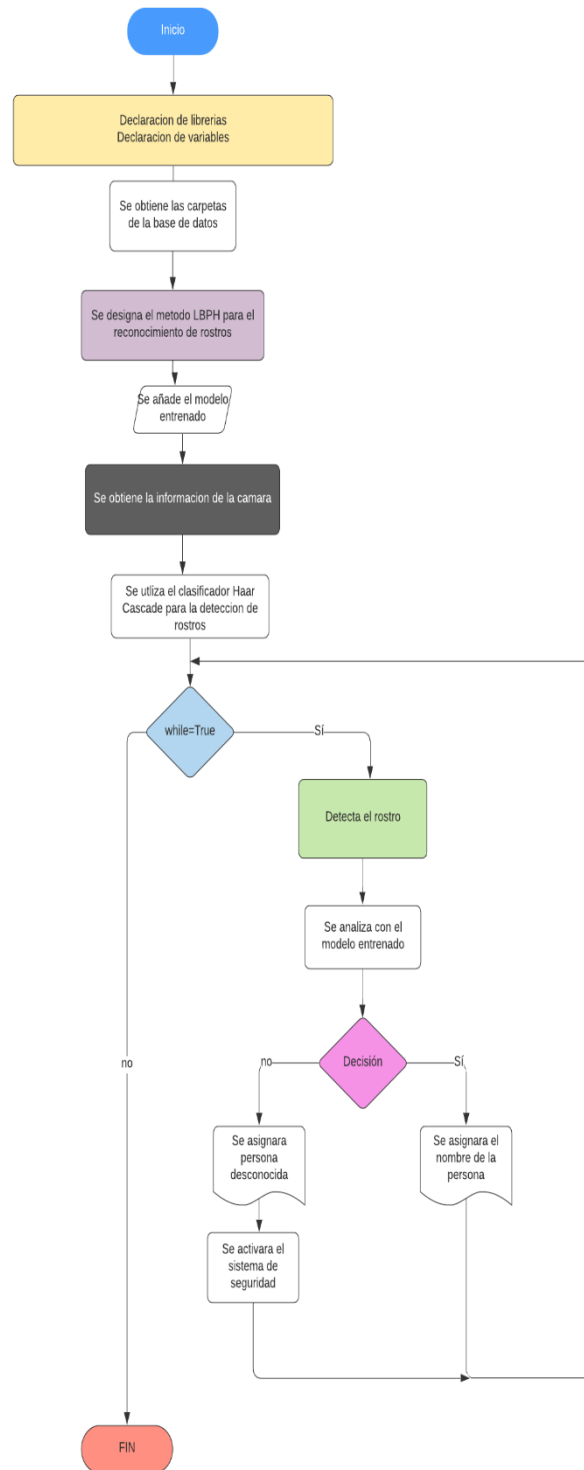 Inicio
Declaracion de librerias
Declaracion de variables
Se obtiene las carpetas
de la base de datos
Se designa el metodo LBPH para el
reconocimiento de rostros
Se añade el modelo
entrenado
Se obtiene la informacion de la camara
Se utliza el clasificador Haar
Cascade para la deteccion de
rostros
while=True
Sí
Detecta el rostro
Se analiza con el
modelo entrenado
Decisión
no
Sí
no
Se asignara
persona
desconocida
Se asignara el
nombre de la
persona
Se activara el
sistema de
seguridad
FIN